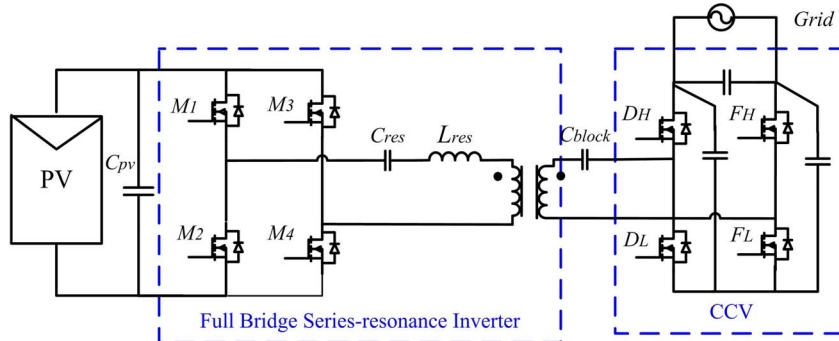 Grid
M1
M3
DH
FH
Cres
Lres
Cblock
PV
Cpv
M2
M4
DL
FL
Full Bridge Series-resonance Inverter
CCV